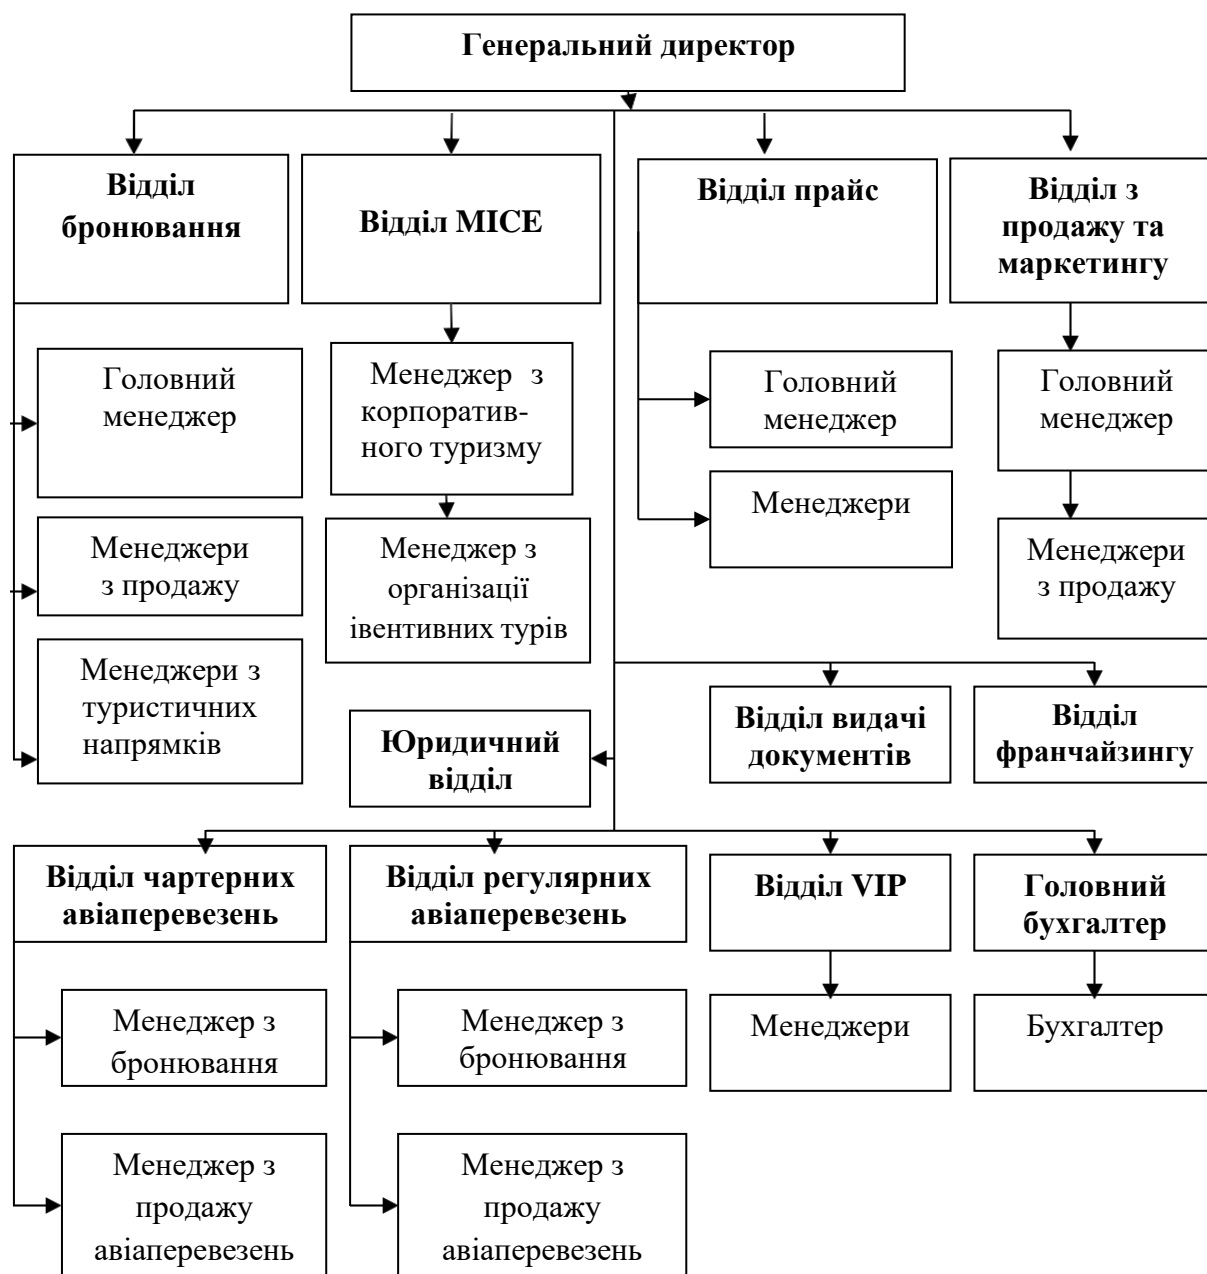 Генеральний директор
Відділ
бронювання
Відділ MICE
Відділ прайс
Відділ з
продажу та
маркетингу
Головний
менеджер
Менеджер з
корпоратив-
ного туризму
Головний
менеджер
Головний
менеджер
Менеджери
з продажу
Менеджер з
організації
івентивних турів
Менеджери
Менеджери
з продажу
Менеджери з
туристичних
напрямків
Юридичний
відділ
Відділ видачі
документів
Відділ
франчайзингу
Відділ чартерних
авіаперевезень
Відділ регулярних
авіаперевезень
Відділ VIP
Головний
бухгалтер
Менеджер з
бронювання
Менеджер з
бронювання
Менеджери
Бухгалтер
Менеджер з
продажу
авіаперевезень
Менеджер з
продажу
авіаперевезень